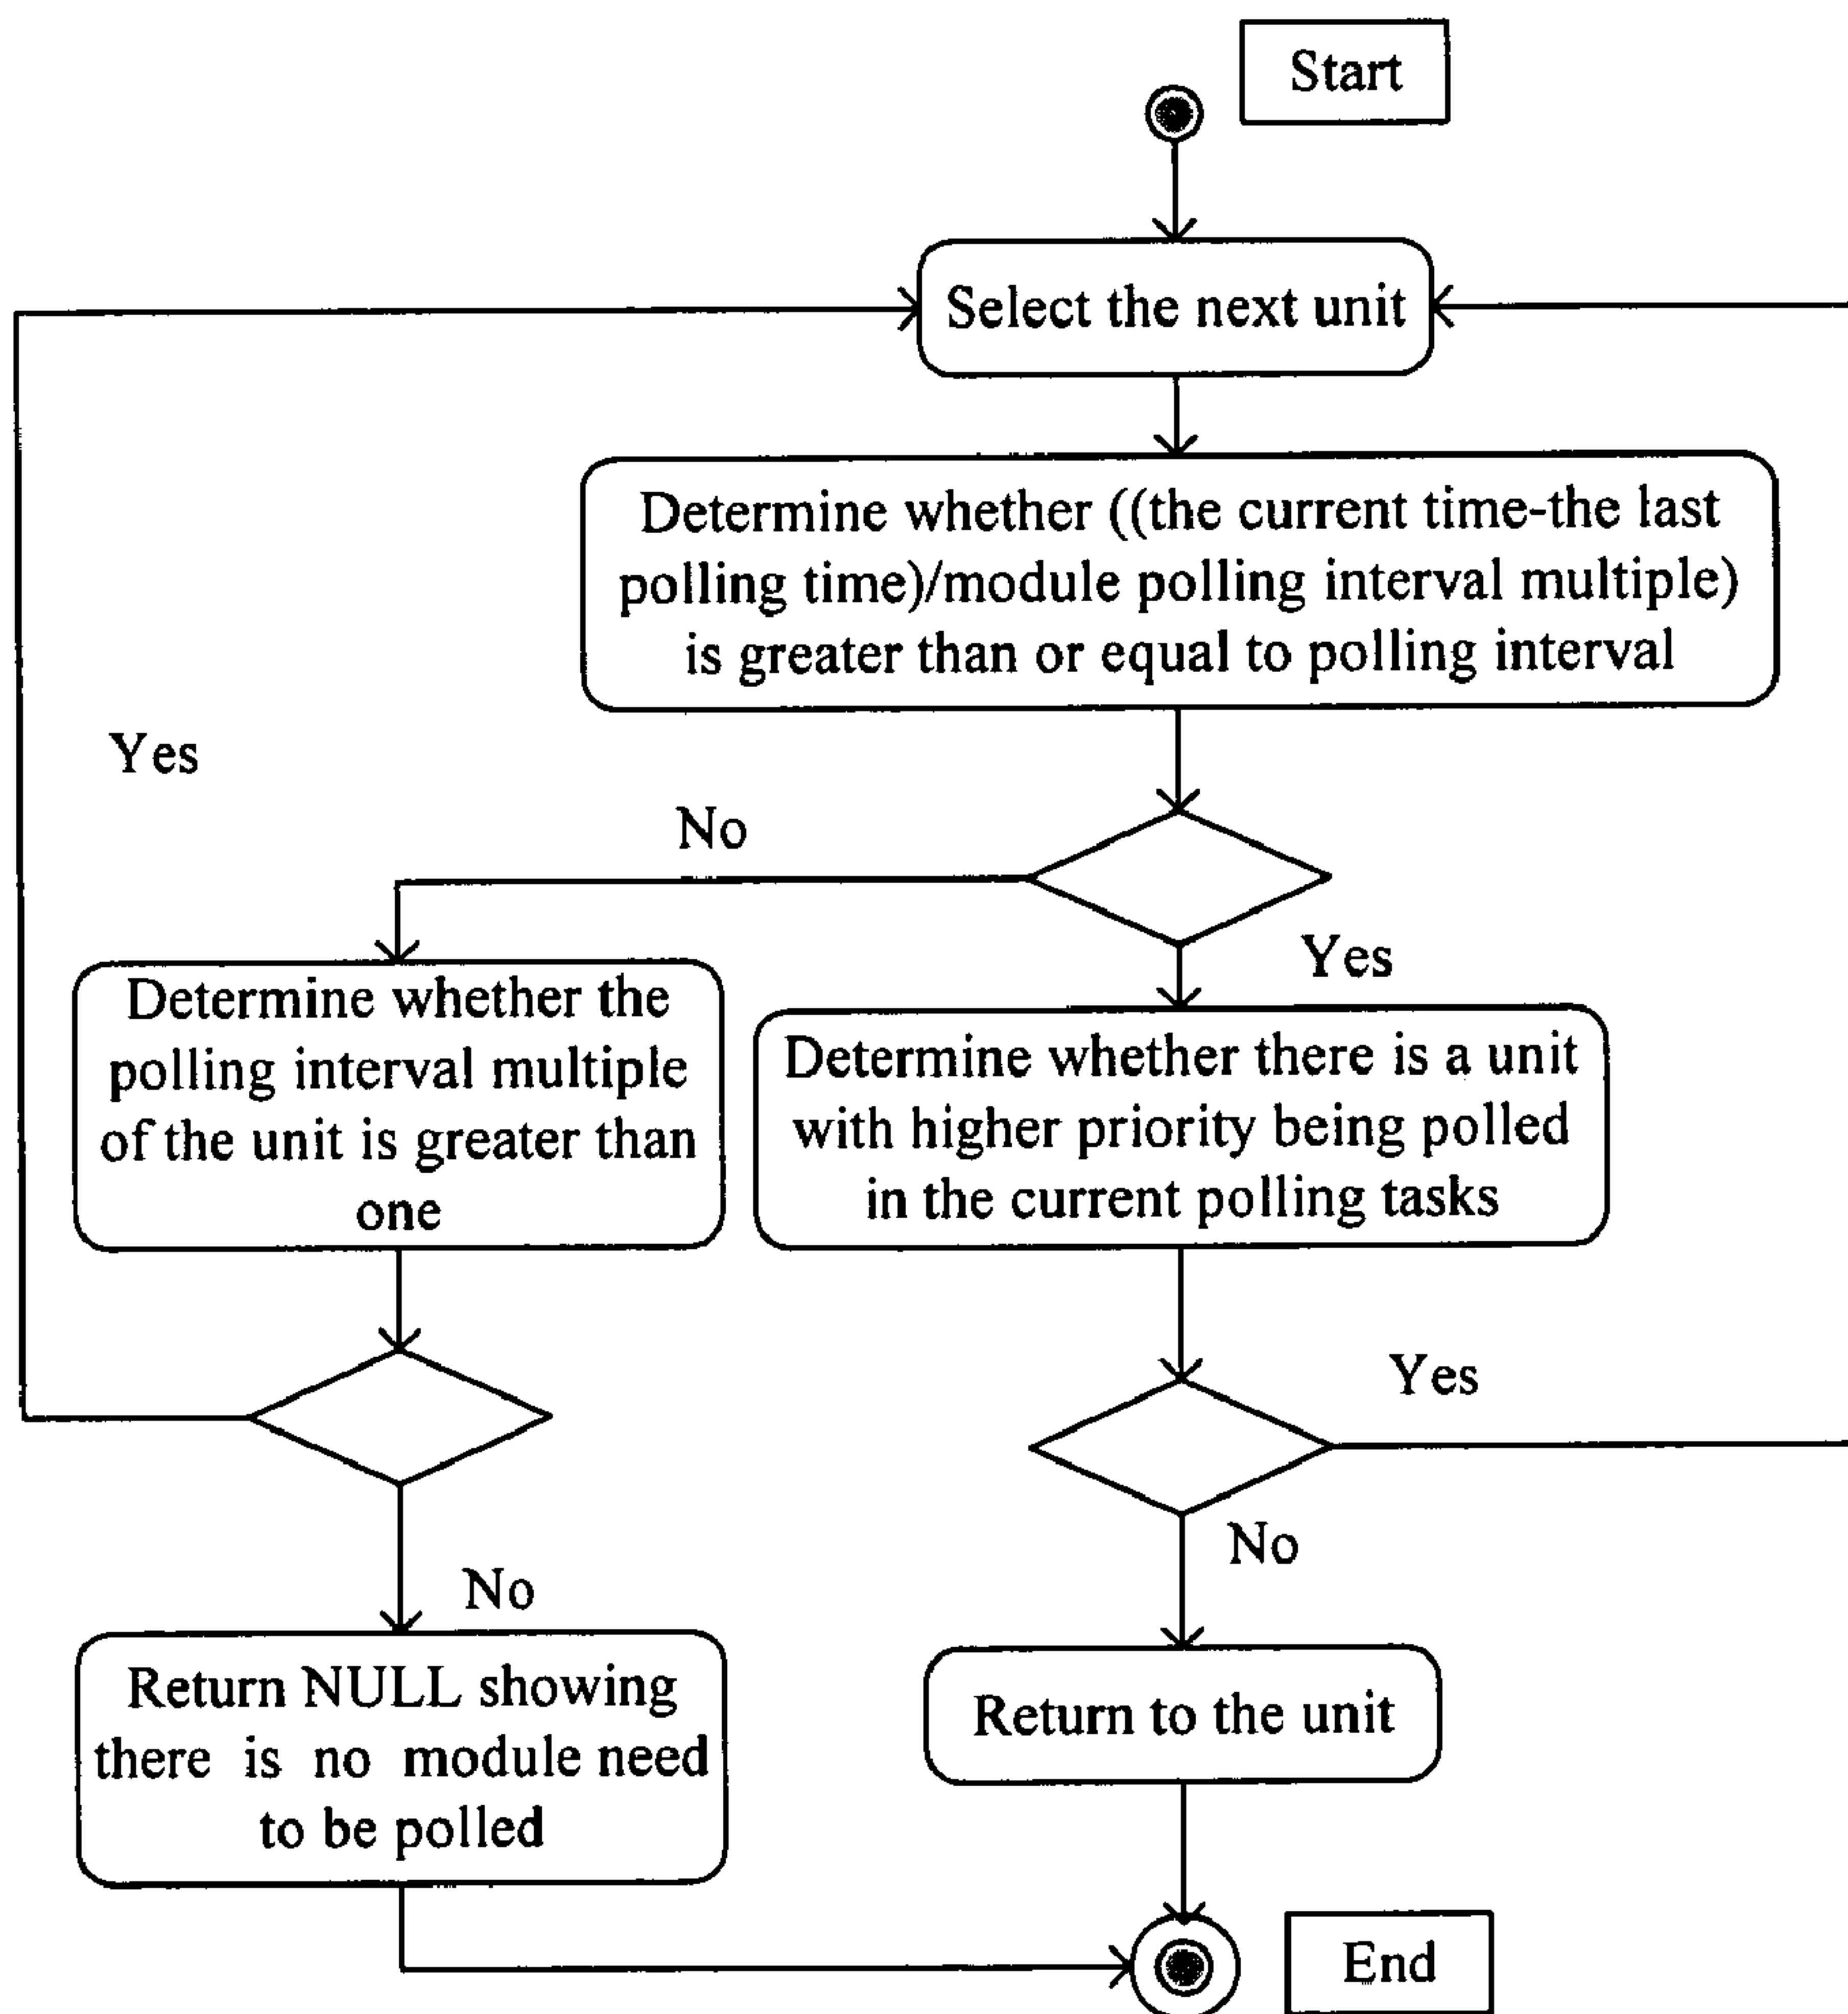 Start
Select the next unit
Determine whether ((the current time-the last
polling time)/module polling interval multiple)
is greater than or equal to polling interval
Yes
No
Yes
Determine whether the
polling interval multiple
of the unit is greater than
one
Determine whether there is a unit
with higher priority being polled
in the current polling tasks
Yes
No
No
Return NULL showing
there is no module need
to be polled
Return to the unit
End